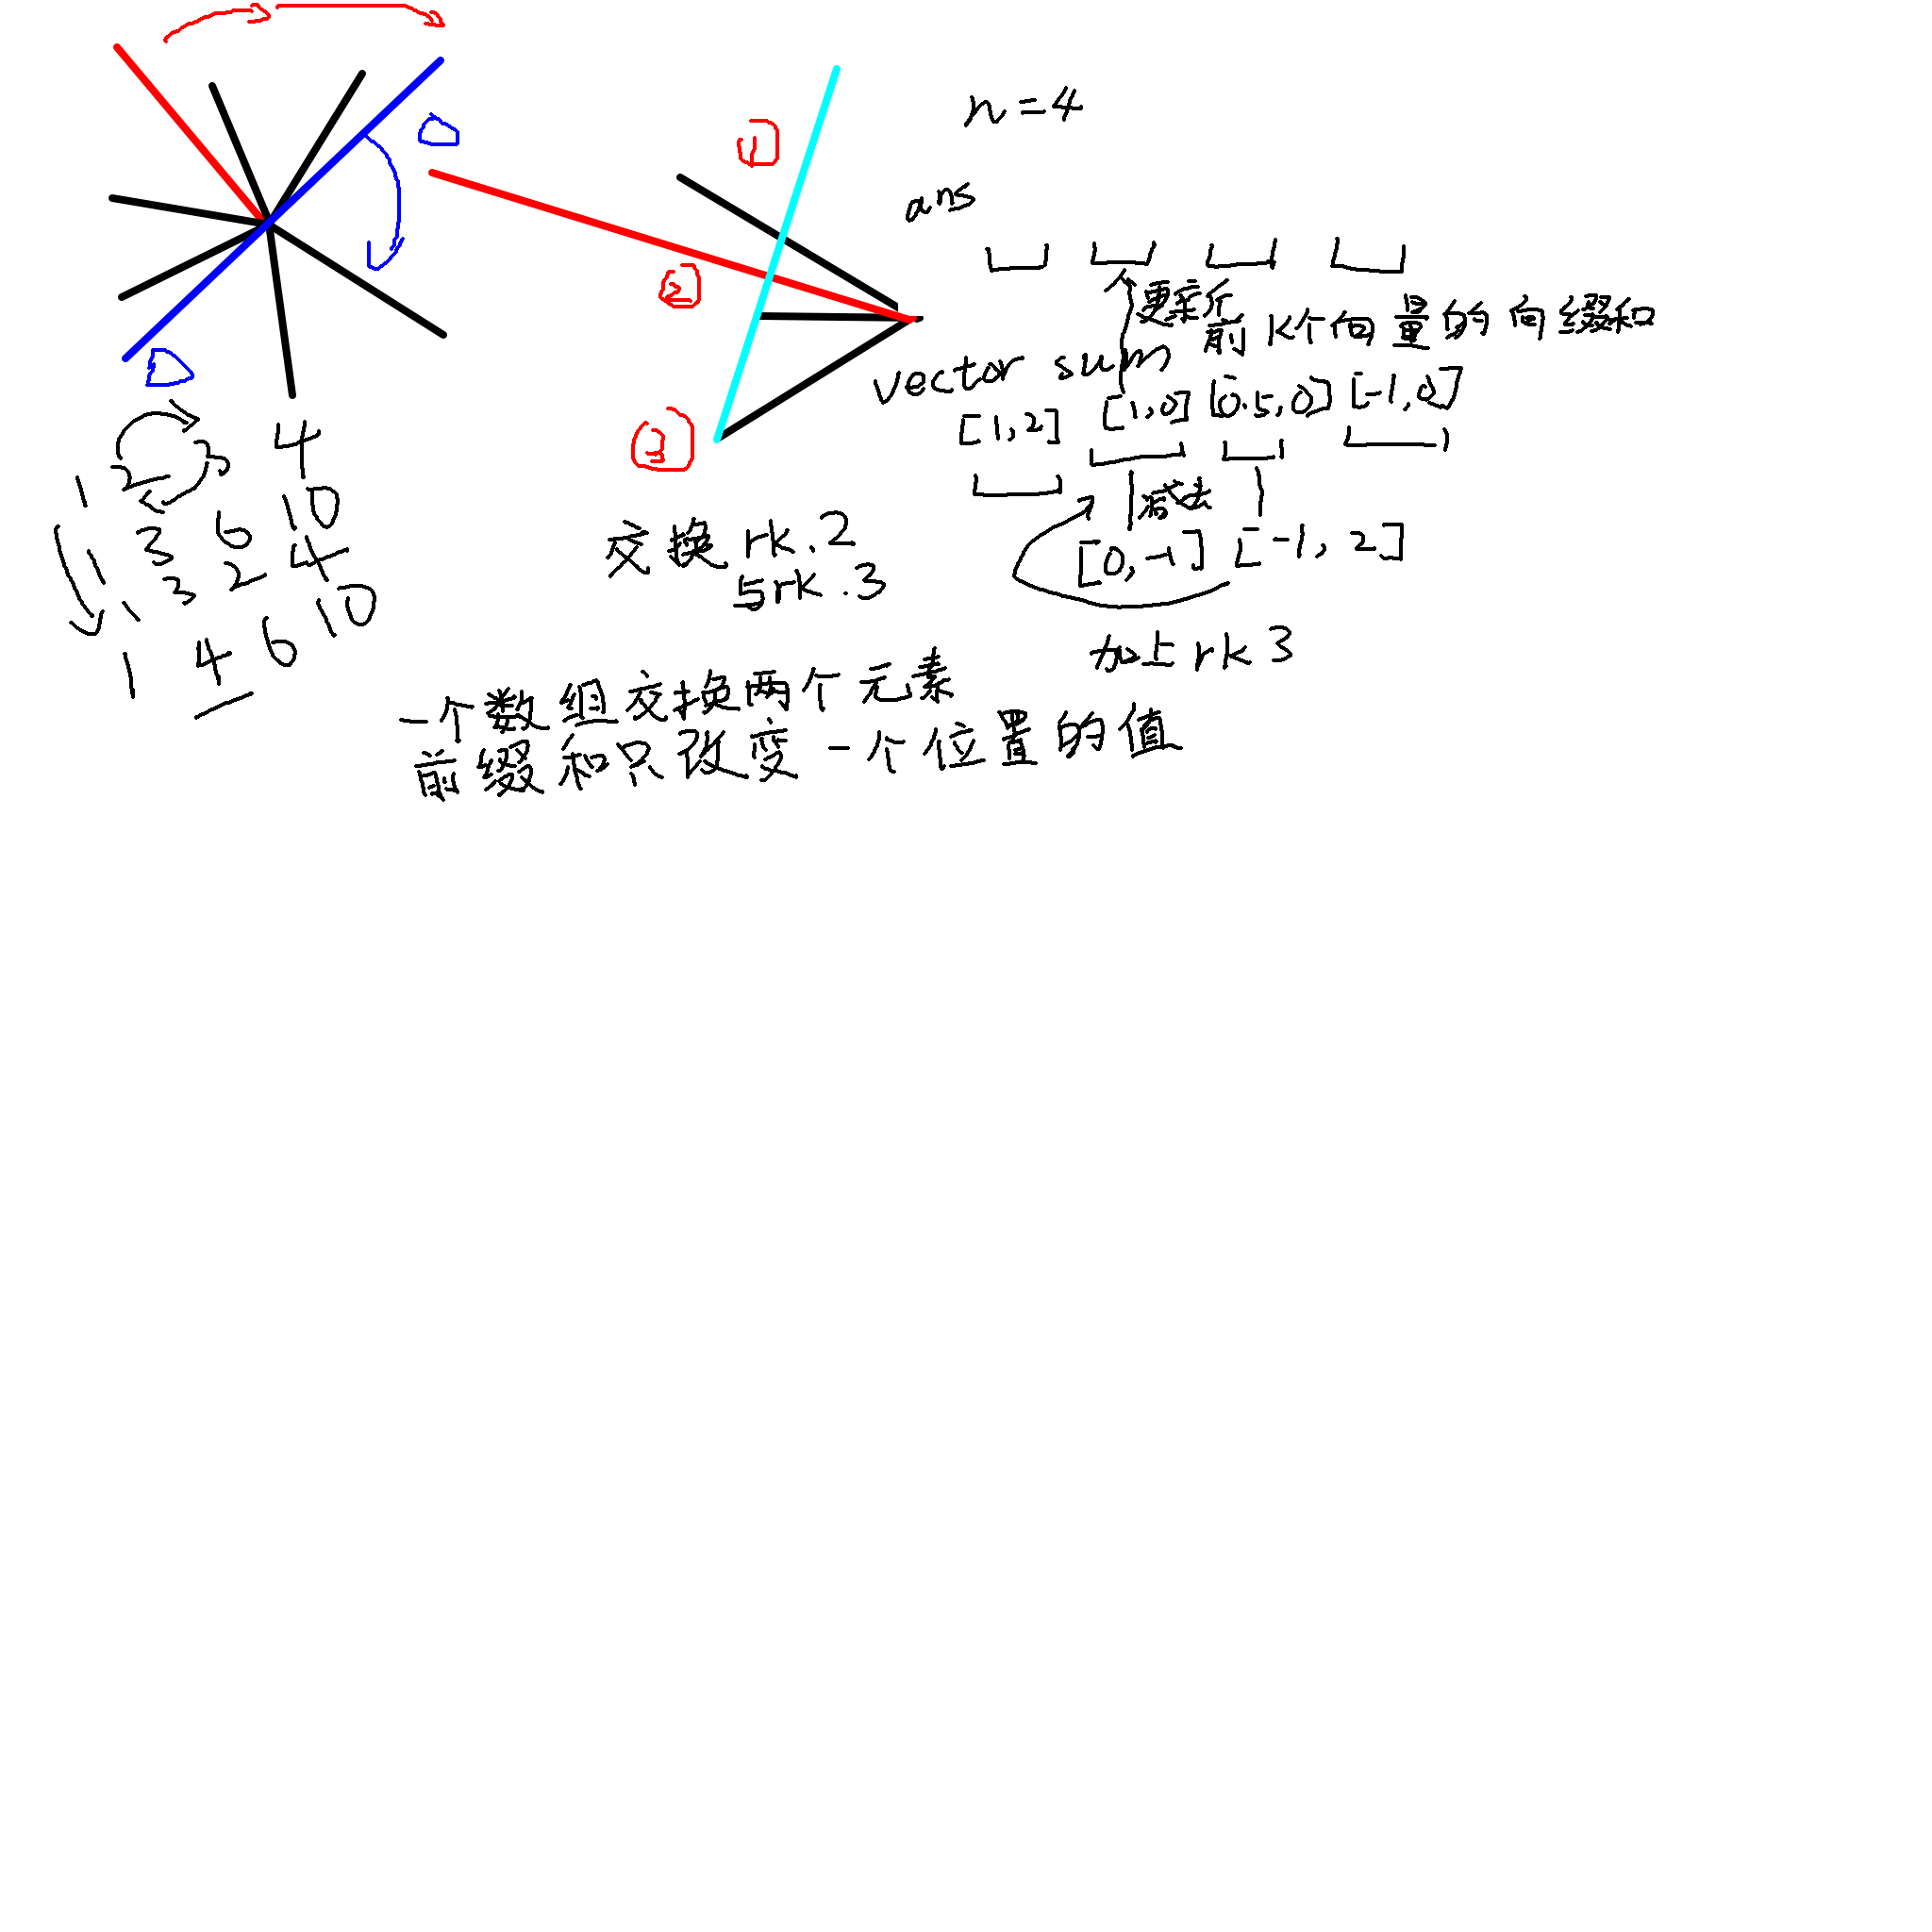 1
2
3
n=4
ans
更新
前k个向量的前缀和
vector sum
[1,2] [1,0] [0.5,0] [-1,0]
减去
[0,-1] [-1,2]
加上rk3
交换rk.2
与rk.3
1 2 3 4
1 3 6 10
1 3 2 4
1 4 6 10
一个数组交换两个元素
前缀和只改变一个位置的值